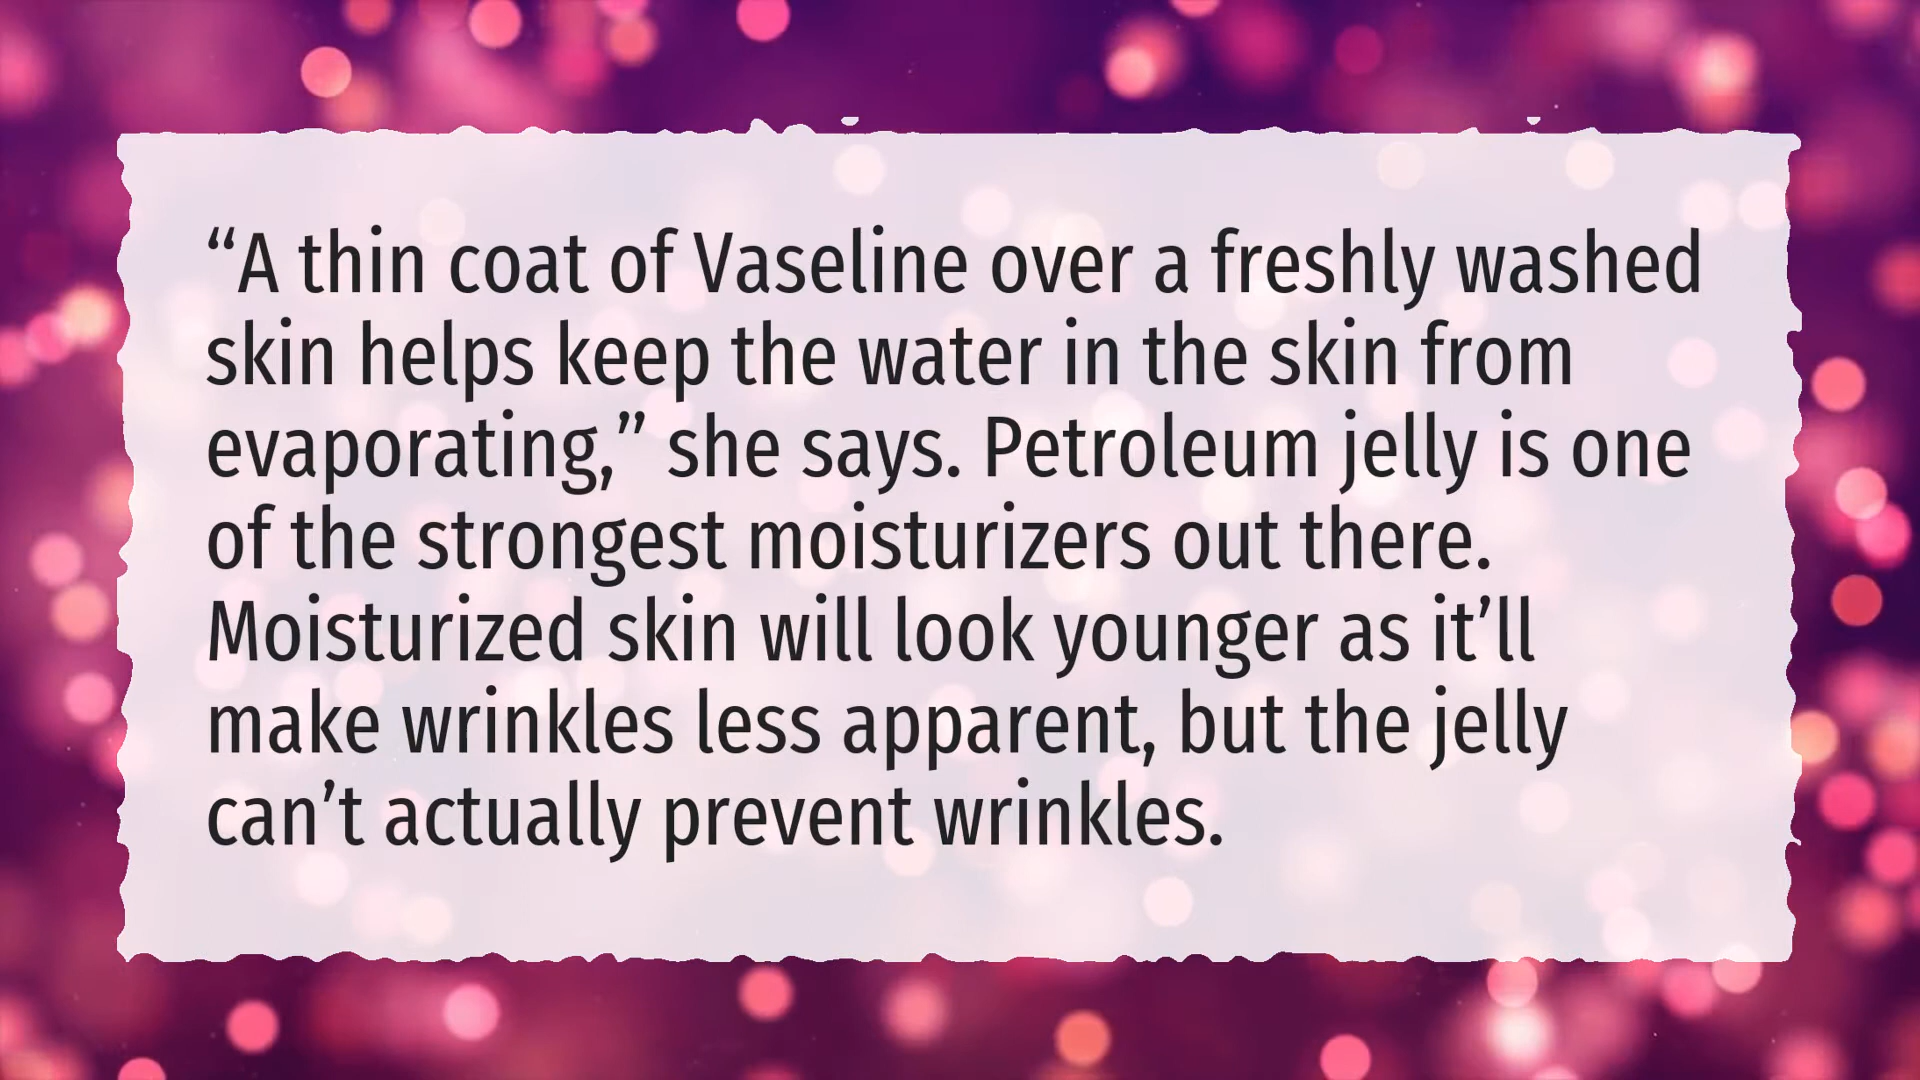 “A thin coat of Vaseline over a freshly washed
skin helps keep the water in the skin from
evaporating,” she says. Petroleum jelly is one
of the strongest moisturizers out there.
Moisturized skin will look younger as it’ll
make wrinkles less apparent, but the jelly
can’t actually prevent wrinkles.